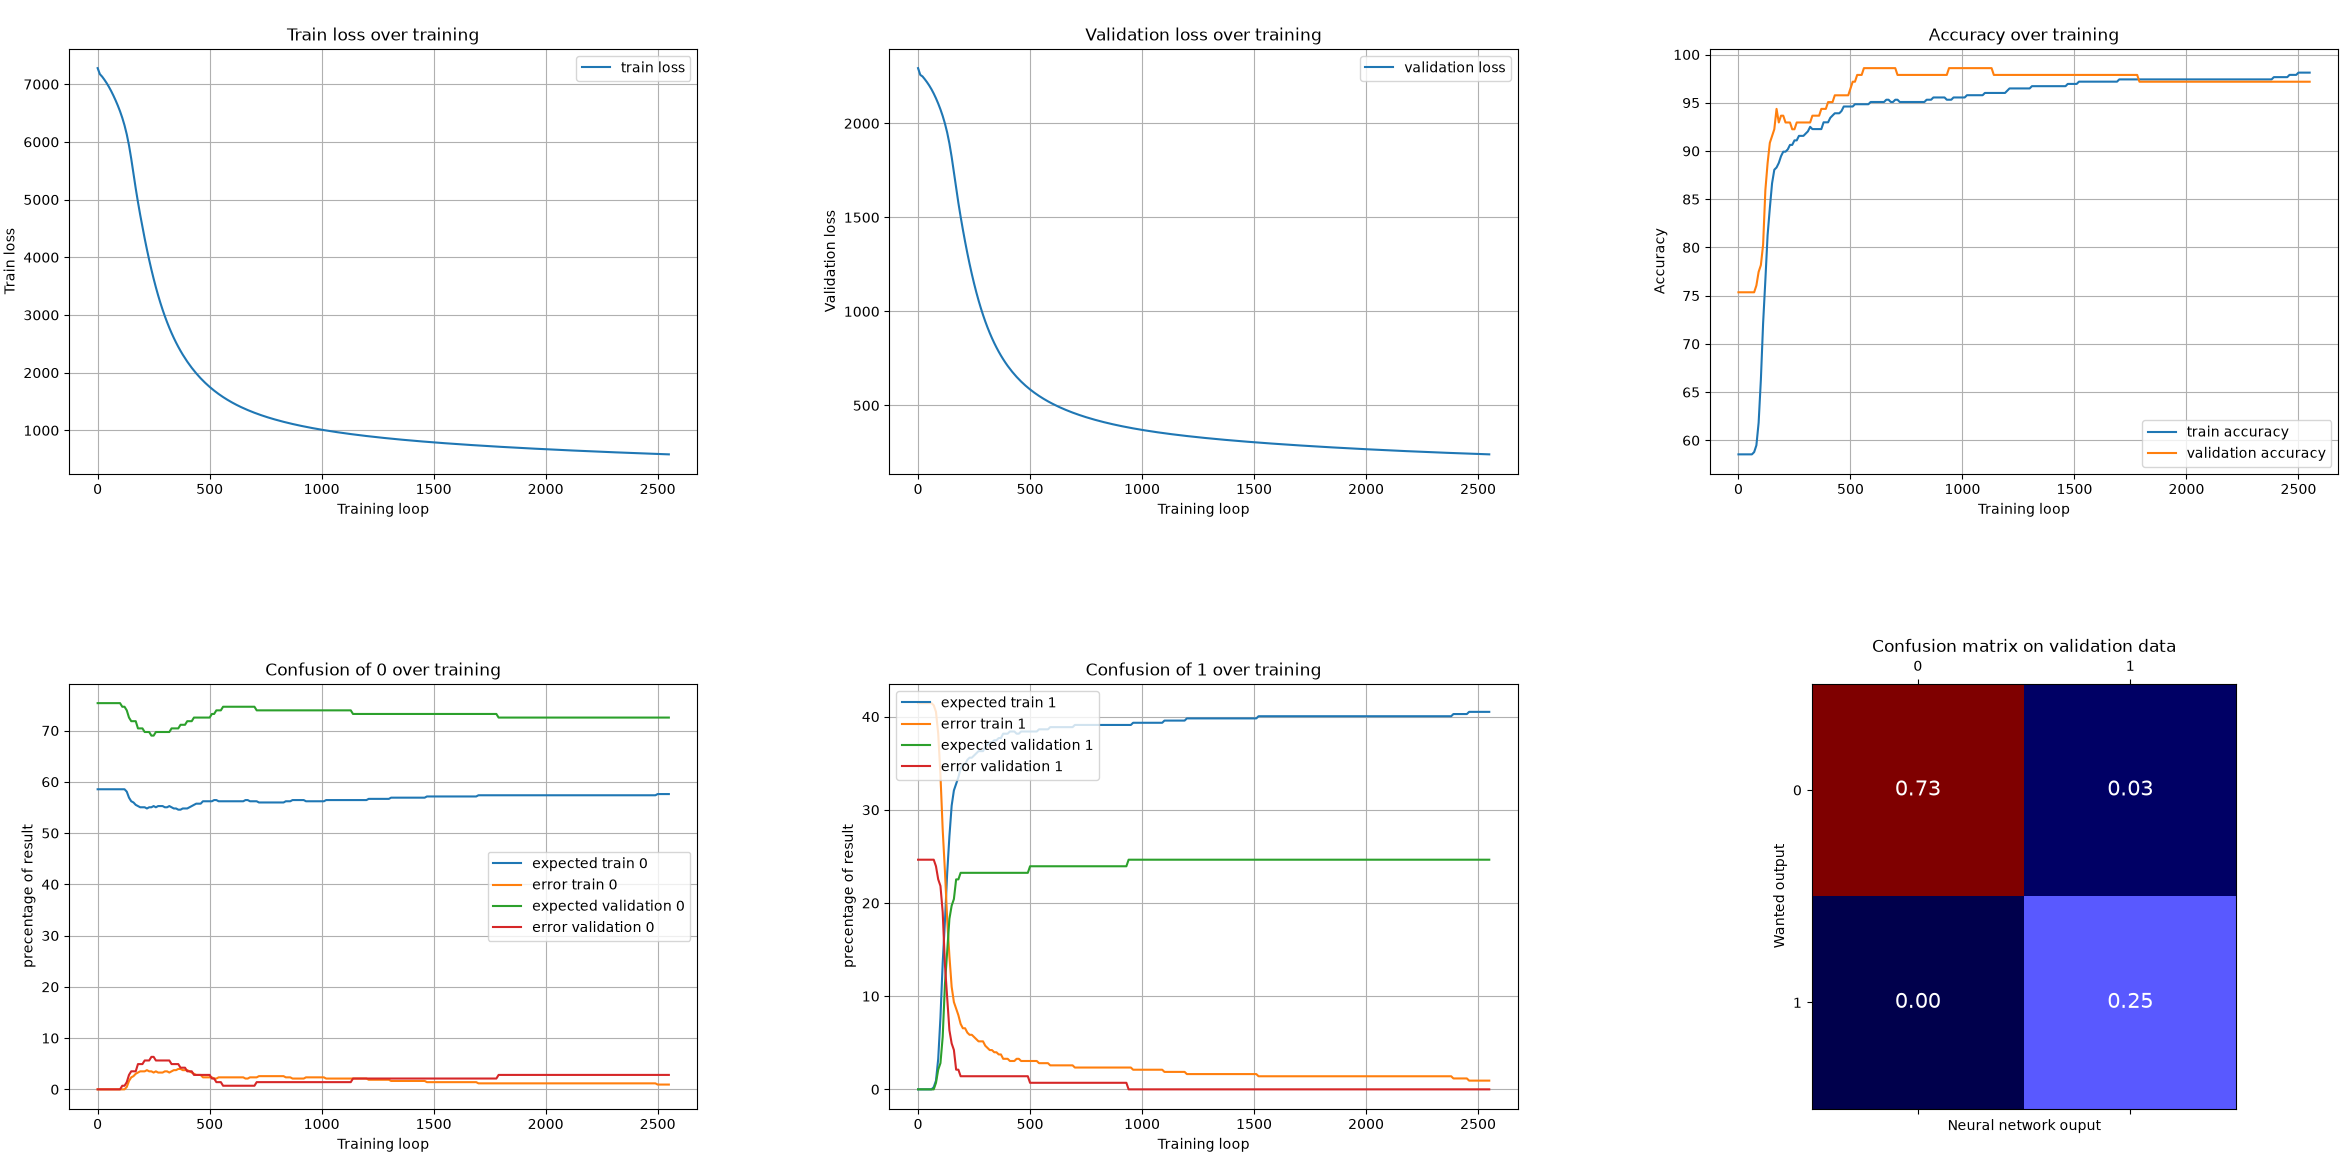 Train loss over training
train loss
7000
6000
5000
4000
3000
2000
1000
Train loss
0
500
1000
1500
2000
2500
Training loop
Validation loss over training
validation loss
2000
1500
1000
500
Validation loss
0
500
1000
1500
2000
2500
Training loop
Accuracy over training
100
95
90
85
80
75
70
65
60
Accuracy
train accuracy
validation accuracy
0
500
1000
1500
2000
2500
Training loop
Confusion of 0 over training
70
60
50
40
30
20
10
0
precentage of result
expected train 0
error train 0
expected validation 0
error validation 0
0
500
1000
1500
2000
2500
Training loop
Confusion of 1 over training
expected train 1
error train 1
expected validation 1
error validation 1
40
30
20
10
0
precentage of result
0
500
1000
1500
2000
2500
Training loop
Confusion matrix on validation data
0
1
0
0.73
0.03
Wanted output
1
0.00
0.25
Neural network ouput